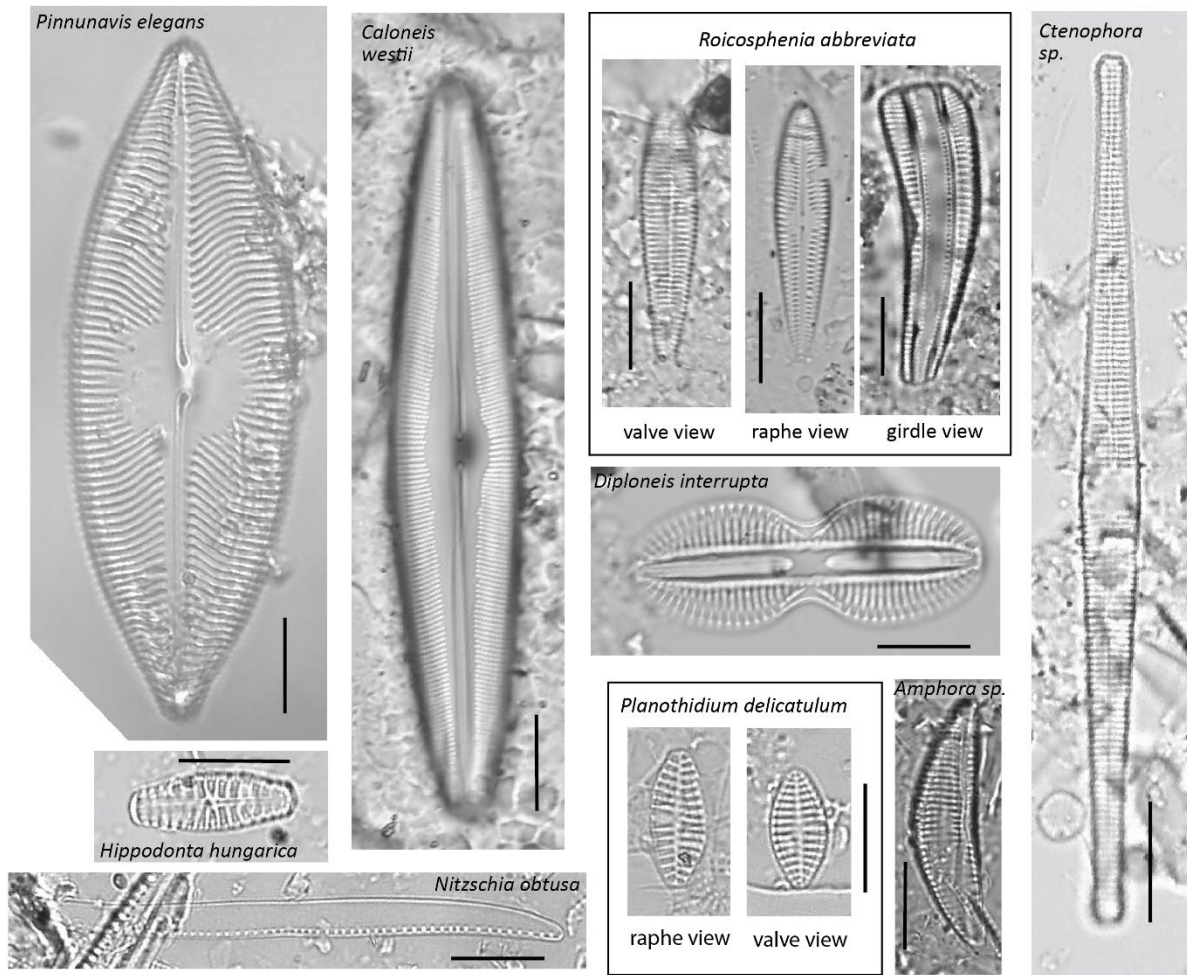 Pinnunavis elegans
Caloneis
westii
Roicosphenia abbreviata
valve view
raphe view
girdle view
Ctenophora
sp.
Diploneis interrupta
Planothidium delicatulum
raphe view
valve view
Amphora sp.
Hippodonta hungarica
Nitzschia obtusa